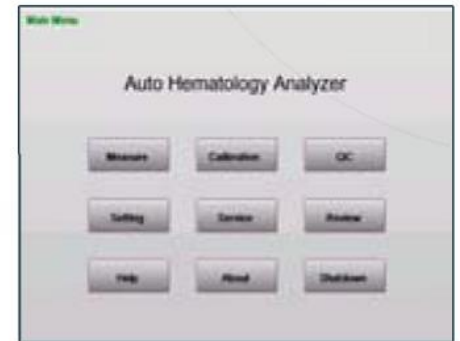 Main Menu
Auto Hematology Analyzer
Measure Calibration QC
Setting Service Review
Help About Shutdown